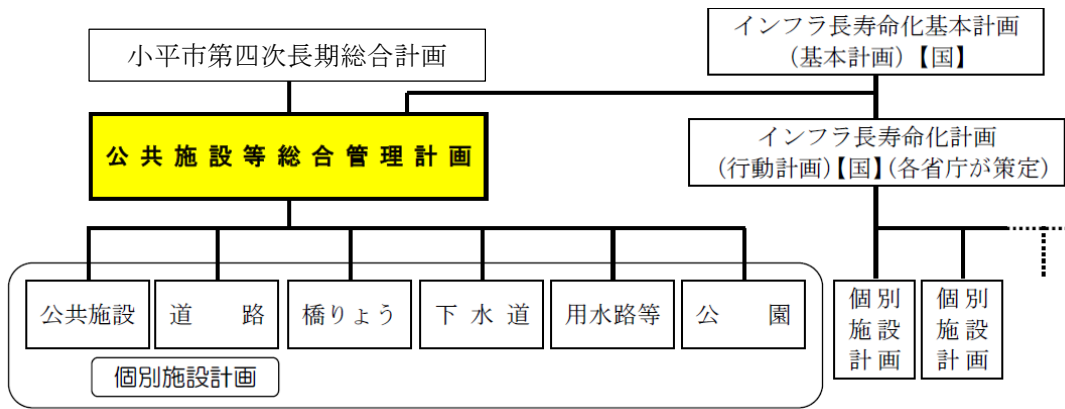 小平市第四次長期総合計画
インフラ長寿命化基本計画
(基本計画)【国】
公共施設等総合管理計画
インフラ長寿命化計画
(行動計画)【国】(各省庁が策定)
公共施設
道路
橋りょう
下水道
用水路等
公園
個別施設計画
個別
施設
計画
個別
施設
計画